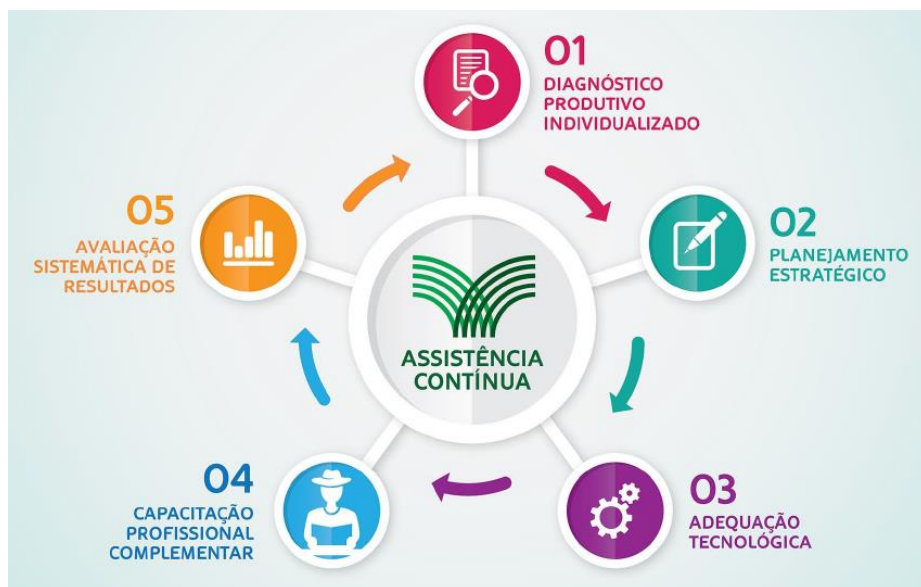 01
DIAGNÓSTICO
PRODUTIVO
INDIVIDUALIZADO
02
PLANEJAMENTO
ESTRATÉGICO
03
ADEQUAÇÃO
TECNOLÓGICA
04
CAPACITAÇÃO
PROFISSIONAL
COMPLEMENTAR
05
AVALIAÇÃO
SISTEMÁTICA DE
RESULTADOS
ASSISTÊNCIA
CONTÍNUA